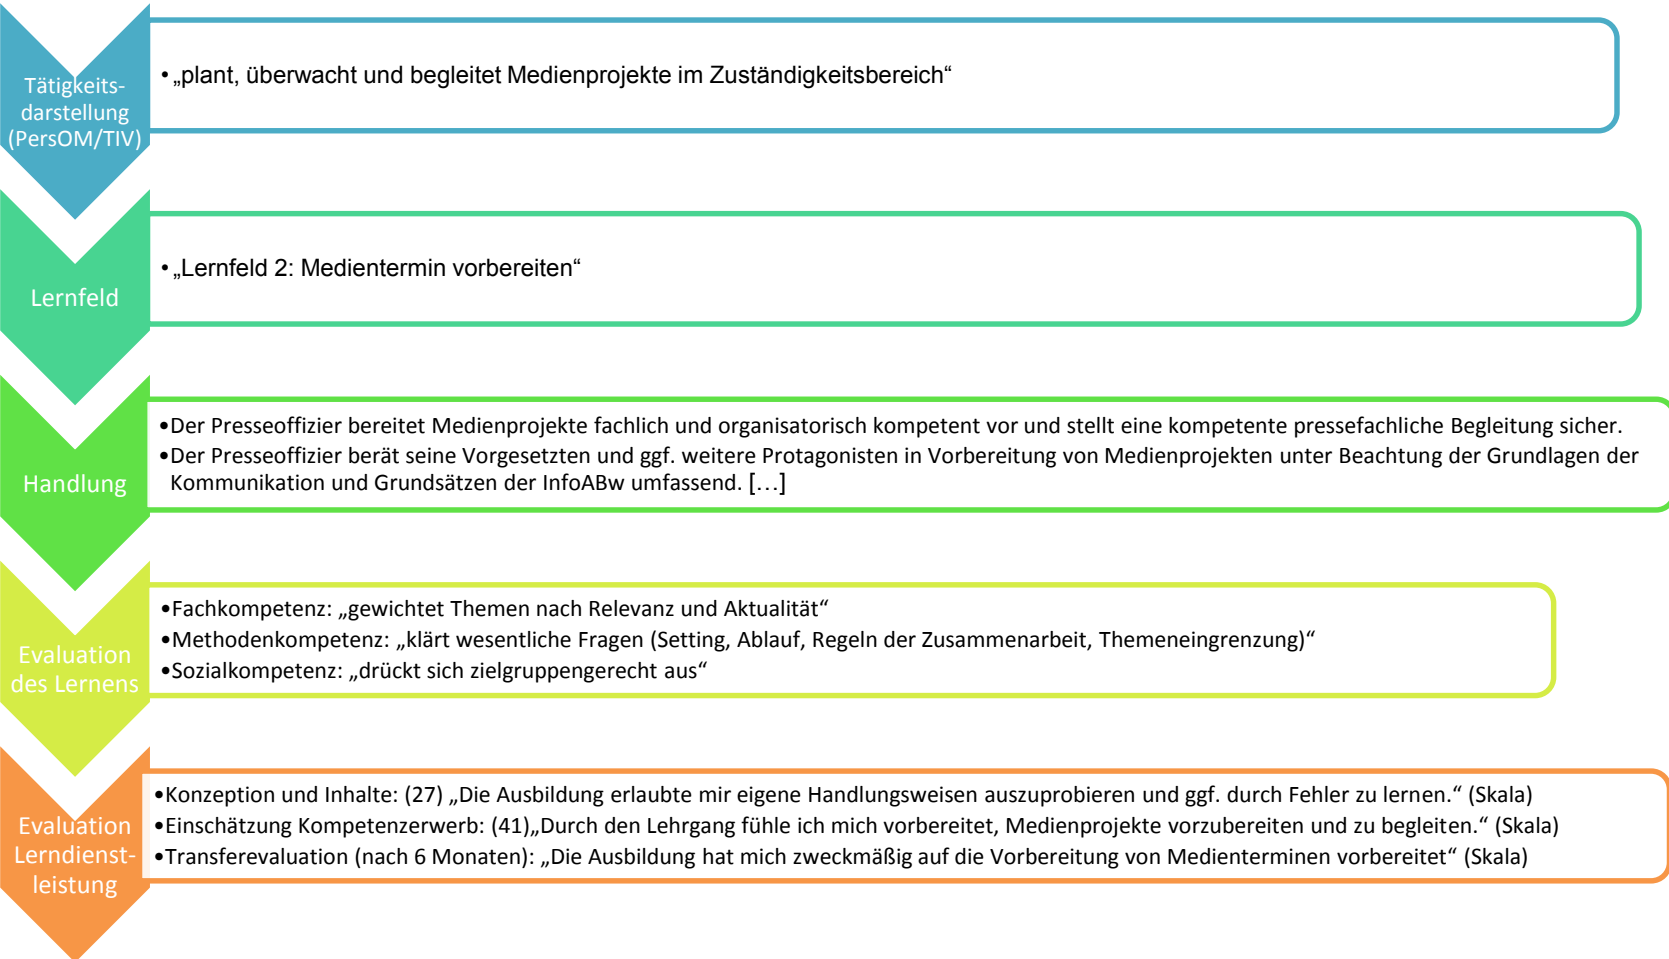 Tätigkeits-
darstellung
(PersOM/TIV)
• „plant, überwacht und begleitet Medienprojekte im Zuständigkeitsbereich“
Lernfeld
• „Lernfeld 2: Medientermin vorbereiten“
Handlung
•Der Presseoffizier bereitet Medienprojekte fachlich und organisatorisch kompetent vor und stellt eine kompetente pressefachliche Begleitung sicher.
•Der Presseoffizier berät seine Vorgesetzten und ggf. weitere Protagonisten in Vorbereitung von Medienprojekten unter Beachtung der Grundlagen der
Kommunikation und Grundsätzen der InfoABw umfassend. […]
Evaluation
des Lernens
•Fachkompetenz: „gewichtet Themen nach Relevanz und Aktualität“
•Methodenkompetenz: „klärt wesentliche Fragen (Setting, Ablauf, Regeln der Zusammenarbeit, Themeneingrenzung)“
•Sozialkompetenz: „drückt sich zielgruppengerecht aus“
Evaluation
Lerndienst-
leistung
•Konzeption und Inhalte: (27) „Die Ausbildung erlaubte mir eigene Handlungsweisen auszuprobieren und ggf. durch Fehler zu lernen.“ (Skala)
•Einschätzung Kompetenzerwerb: (41)„Durch den Lehrgang fühle ich mich vorbereitet, Medienprojekte vorzubereiten und zu begleiten.“ (Skala)
•Transferevaluation (nach 6 Monaten): „Die Ausbildung hat mich zweckmäßig auf die Vorbereitung von Medienterminen vorbereitet“ (Skala)